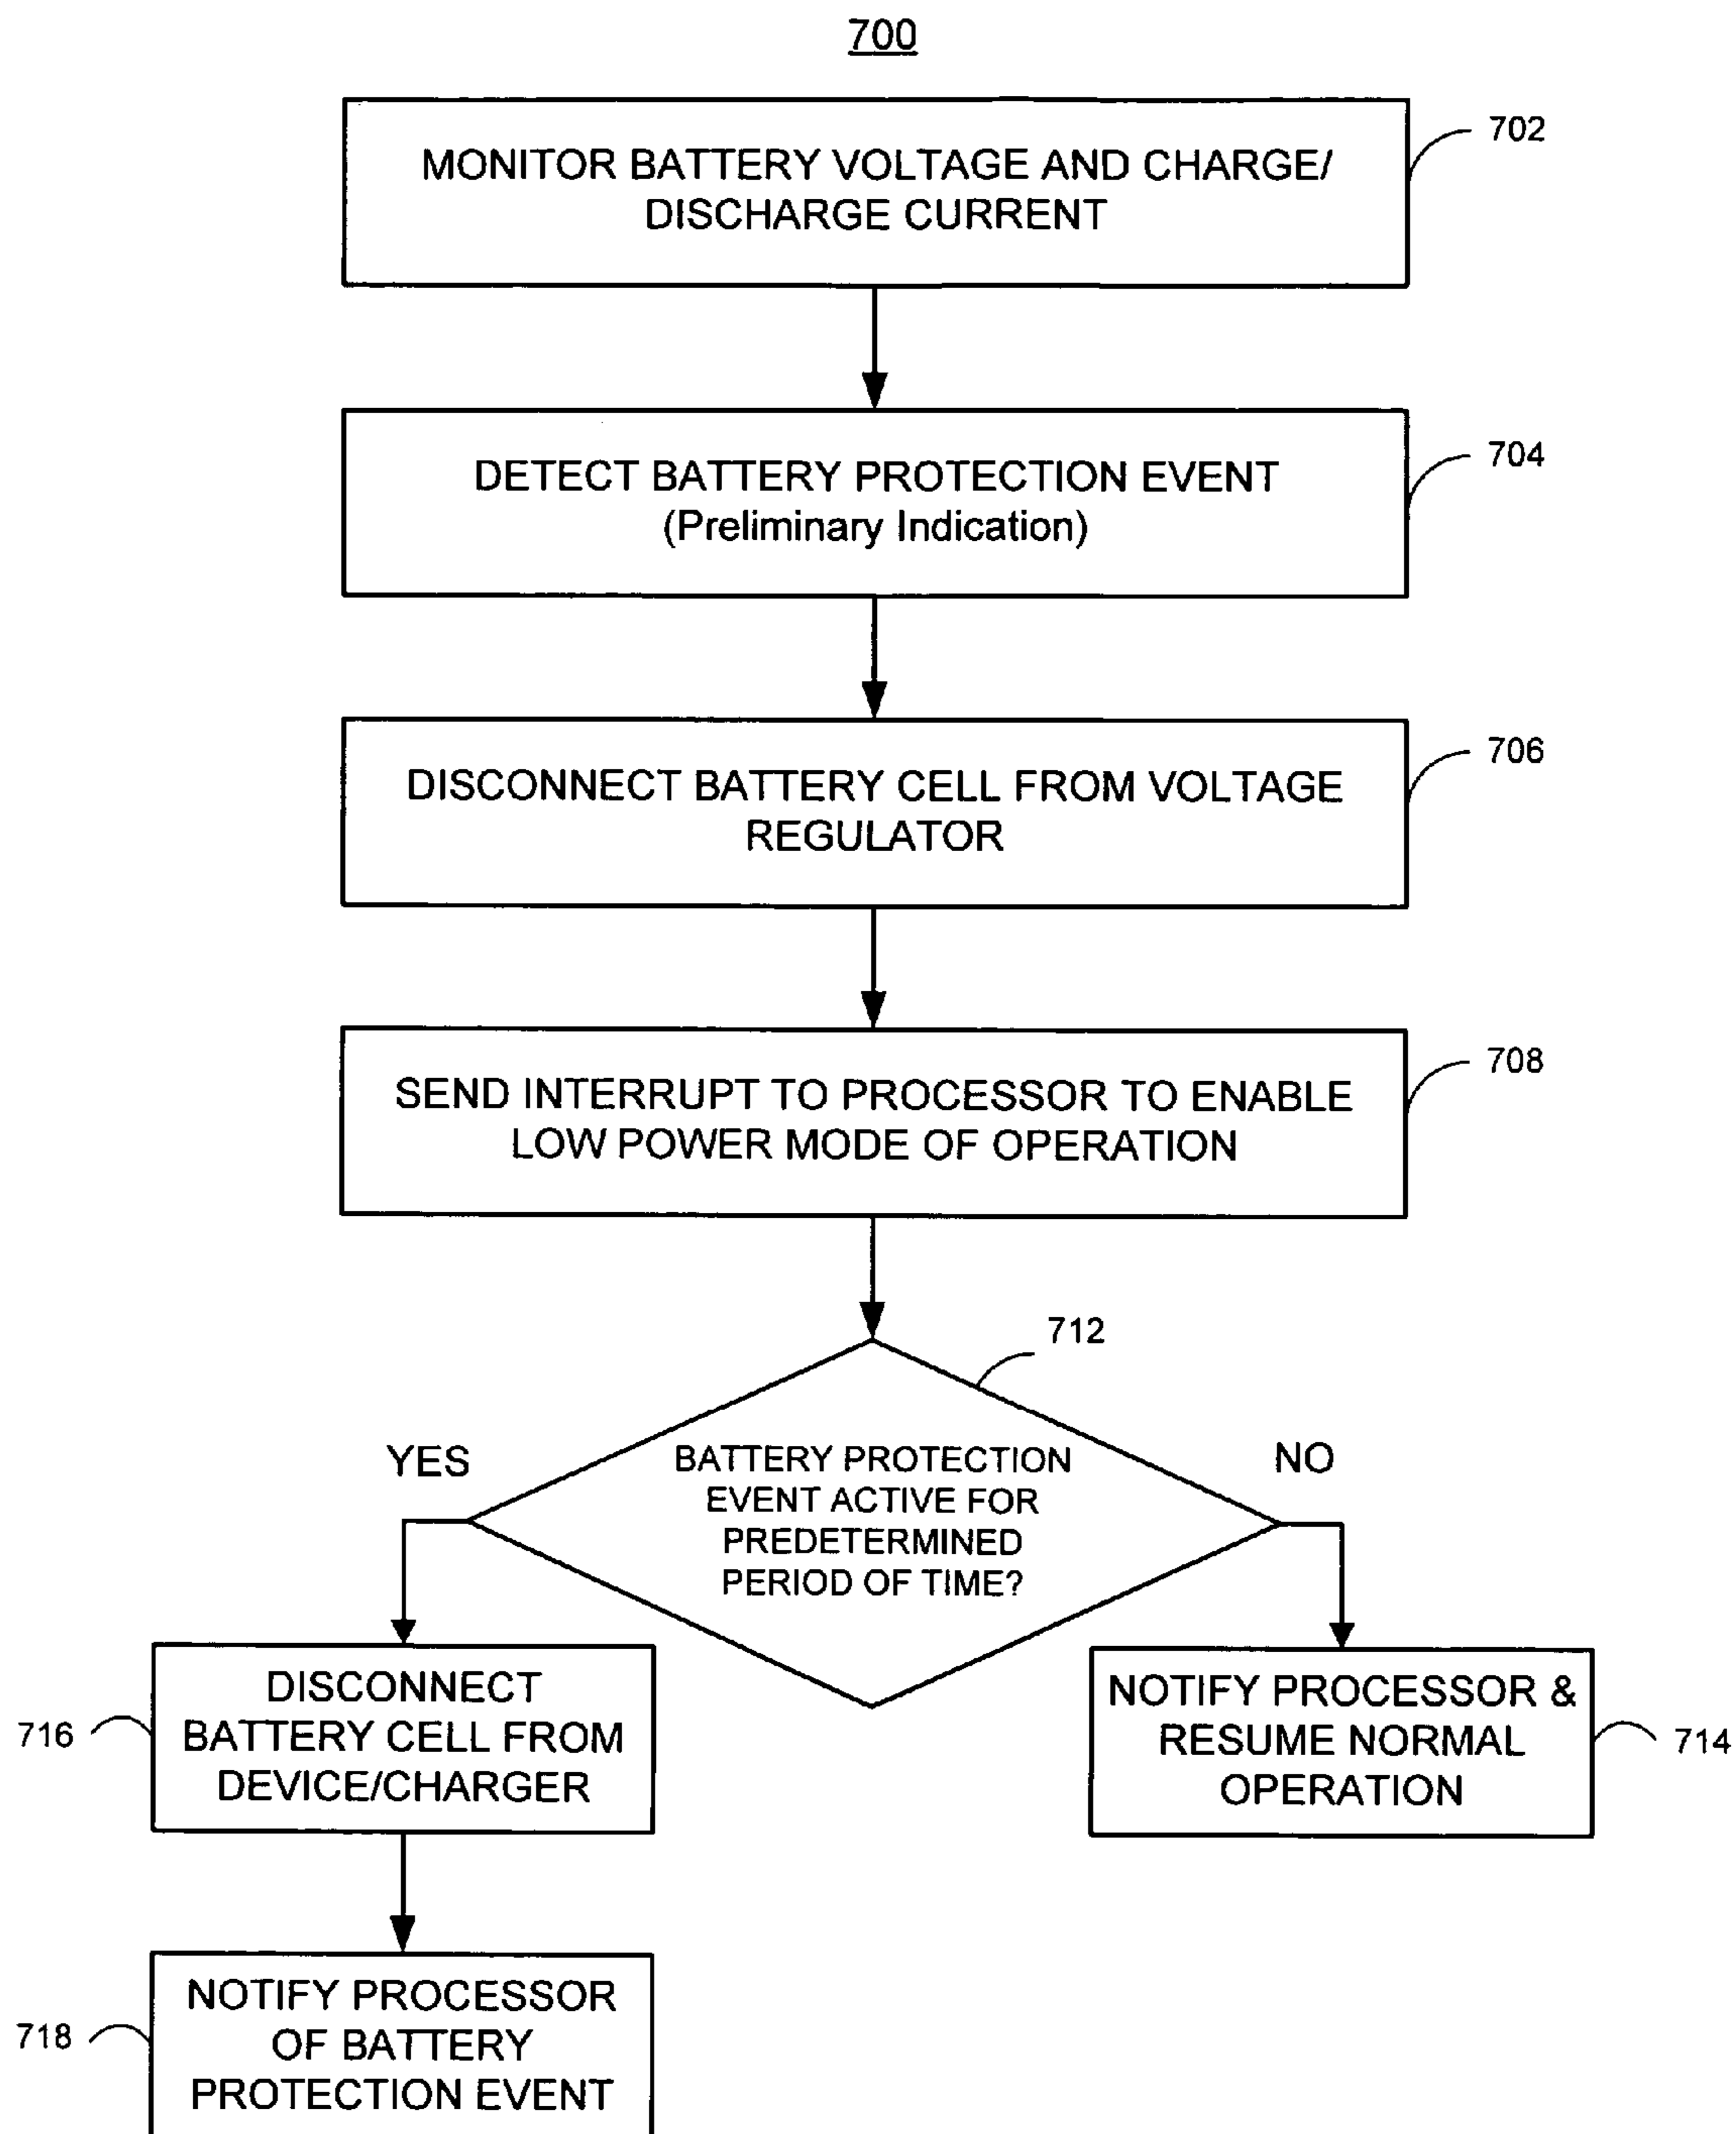 700
MONITOR BATTERY VOLTAGE AND CHARGE/
DISCHARGE CURRENT
702
DETECT BATTERY PROTECTION EVENT
(Preliminary Indication)
704
DISCONNECT BATTERY CELL FROM VOLTAGE
REGULATOR
706
SEND INTERRUPT TO PROCESSOR TO ENABLE
LOW POWER MODE OF OPERATION
708
712
YES
BATTERY PROTECTION
EVENT ACTIVE FOR
PREDETERMINED
PERIOD OF TIME?
NO
716
DISCONNECT
BATTERY CELL FROM
DEVICE/CHARGER
NOTIFY PROCESSOR &
RESUME NORMAL
OPERATION
714
718
NOTIFY PROCESSOR
OF BATTERY
PROTECTION EVENT